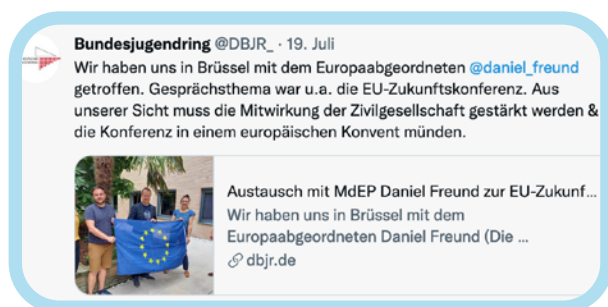 Bundesjugendring @DBJR_ · 19. Juli
Wir haben uns in Brüssel mit dem Europaabgeordneten @daniel_freund
getroffen. Gesprächsthema war u.a. die EU-Zukunftskonferenz. Aus
unserer Sicht muss die Mitwirkung der Zivilgesellschaft gestärkt werden &
die Konferenz in einem europäischen Konvent münden.
Austausch mit MdEP Daniel Freund zur EU-Zukunf...
Wir haben uns in Brüssel mit dem
Europaabgeordneten Daniel Freund (Die ...
dbjr.de